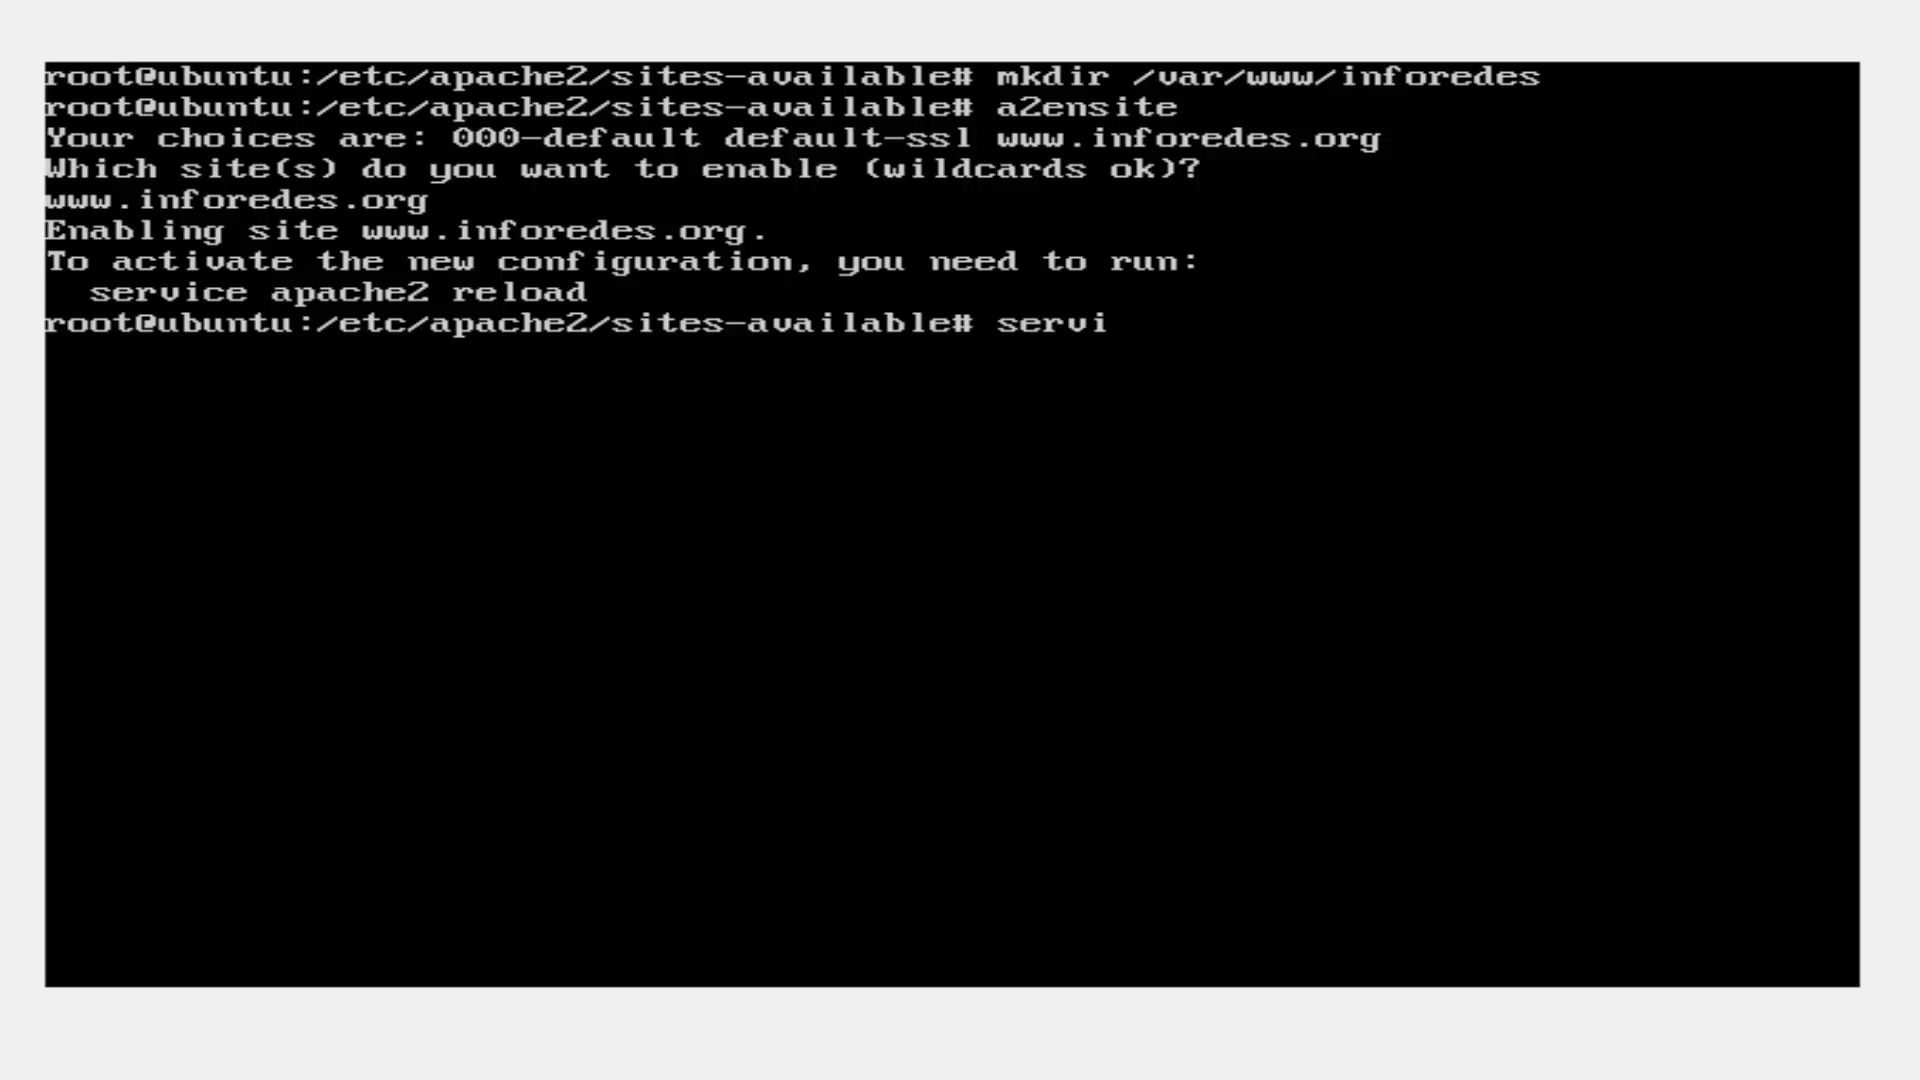 root@ubuntu:/etc/apache2/sites-available# mkdir /var/www/inforedes
root@ubuntu:/etc/apache2/sites-available# a2ensite
Your choices are: 000-default default-ssl www.inforedes.org
Which site(s) do you want to enable (wildcards ok)?
www.inforedes.org
Enabling site www.inforedes.org.
To activate the new configuration, you need to run:
  service apache2 reload
root@ubuntu:/etc/apache2/sites-available# servi